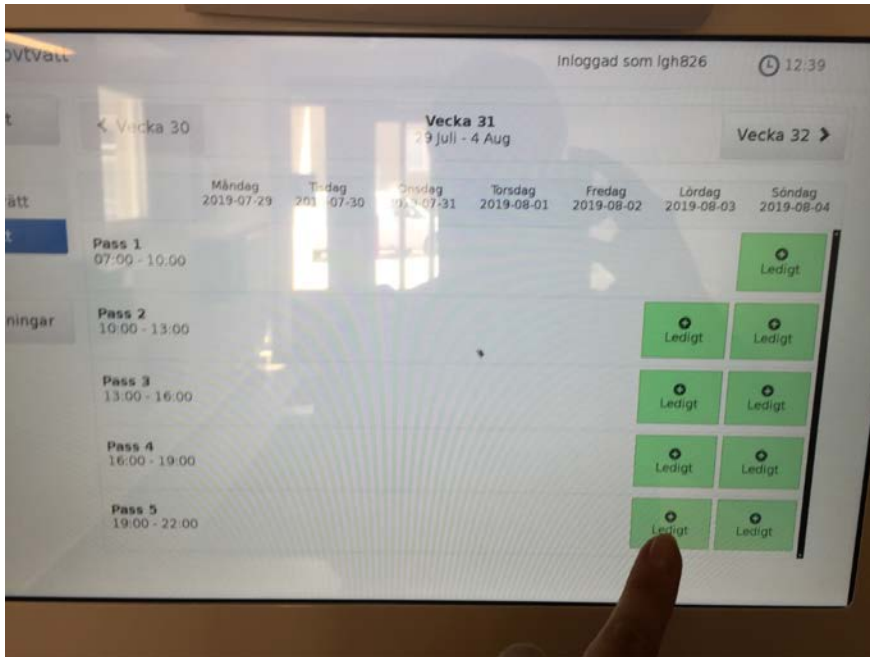 Inloggad som lgh826
12:39
Vecka 30
Vecka 31
29 Juli - 4 Aug
Vecka 32
Måndag
2019-07-29
Tisdag
Onsdag
Torsdag
2019-08-01
Fredag
2019-08-02
Lördag
2019-08-03
Söndag
2019-08-04
Pass 1
07:00 - 10:00
Ledigt
Pass 2
10:00 - 13:00
Ledigt
Ledigt
ningar
Pass 3
13:00 - 16:00
Ledigt
Ledigt
Pass 4
16:00 - 19:00
Ledigt
Ledigt
Pass 5
19:00 - 22:00
Ledigt
Ledigt